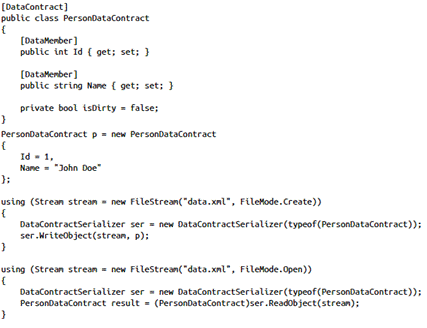 [DataContract]
public class PersonDataContract
{
    [DataMember]
    public int Id { get; set; }

    [DataMember]
    public string Name { get; set; }

    private bool isDirty = false;
}
PersonDataContract p = new PersonDataContract
{
    Id = 1,
    Name = "John Doe"
};

using (Stream stream = new FileStream("data.xml", FileMode.Create))
{
    DataContractSerializer ser = new DataContractSerializer(typeof(PersonDataContract));
    ser.WriteObject(stream, p);
}

using (Stream stream = new FileStream("data.xml", FileMode.Open))
{
    DataContractSerializer ser = new DataContractSerializer(typeof(PersonDataContract));
    PersonDataContract result = (PersonDataContract)ser.ReadObject(stream);
}